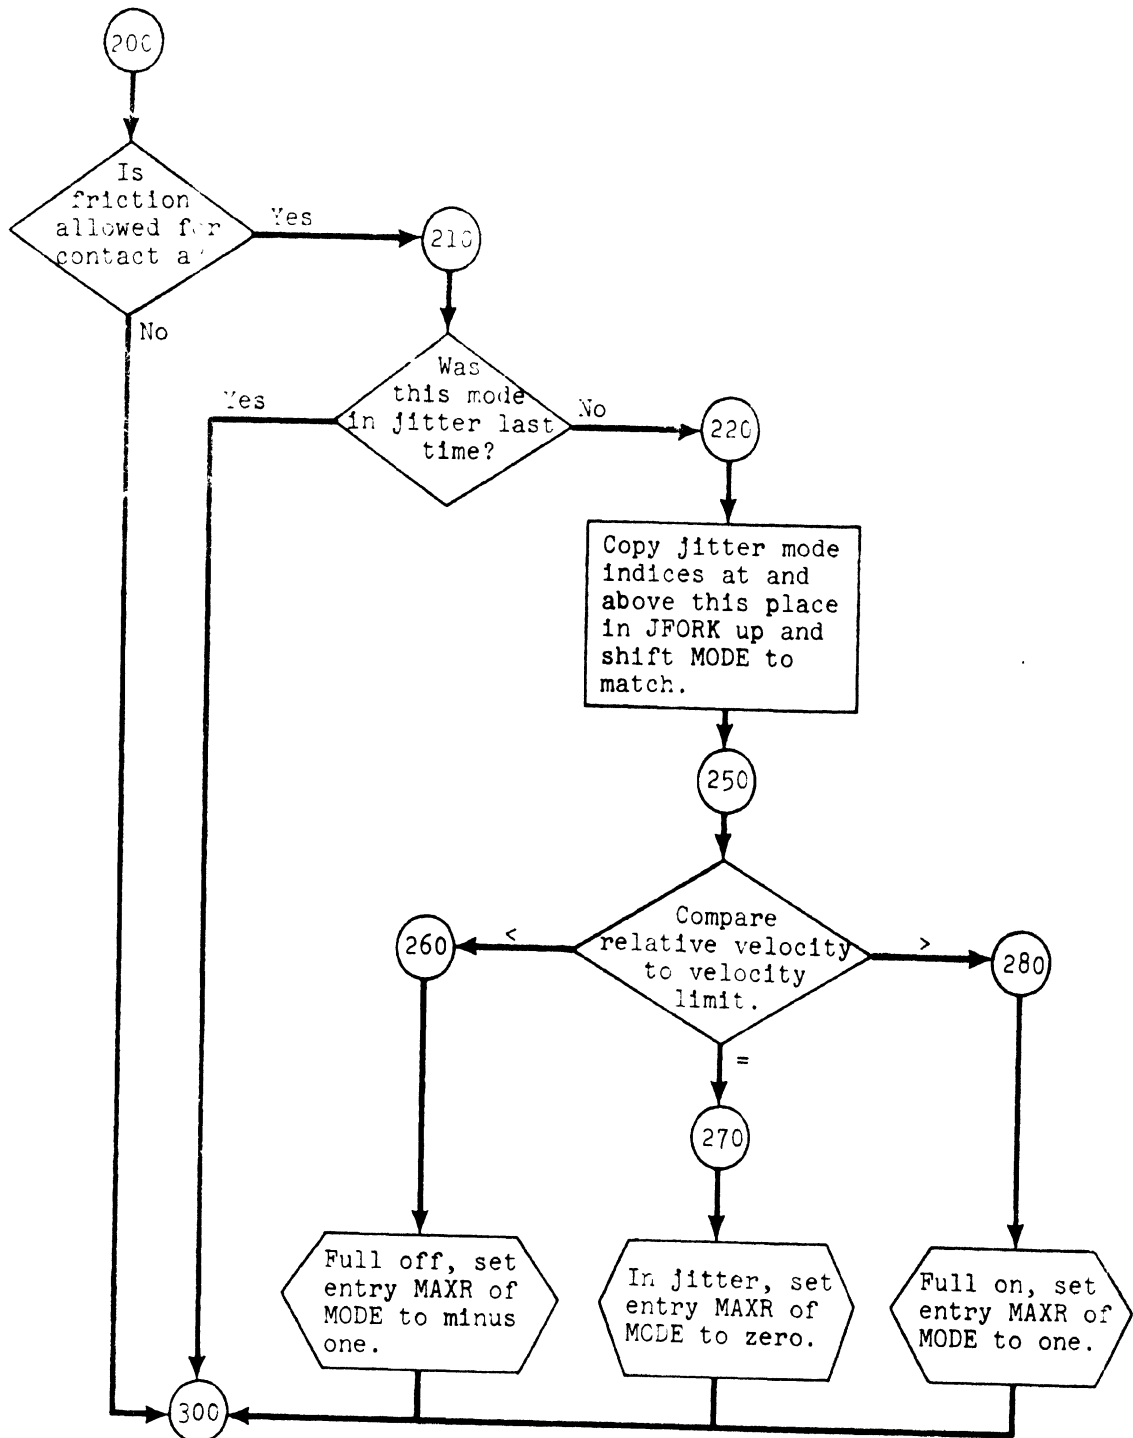 200
Is
friction
allowed for
contact a
Yes
210
No
Was
this mode
in jitter last
time?
Yes
No
220
Copy jitter mode
indices at and
above this place
in JFORK up and
shift MODE to
match.
250
Compare
relative velocity
to velocity
limit.
<
260
>
280
=
270
Full off, set
entry MAXR of
MODE to minus
one.
In jitter, set
entry MAXR of
MODE to zero.
Full on, set
entry MAXR of
MODE to one.
300